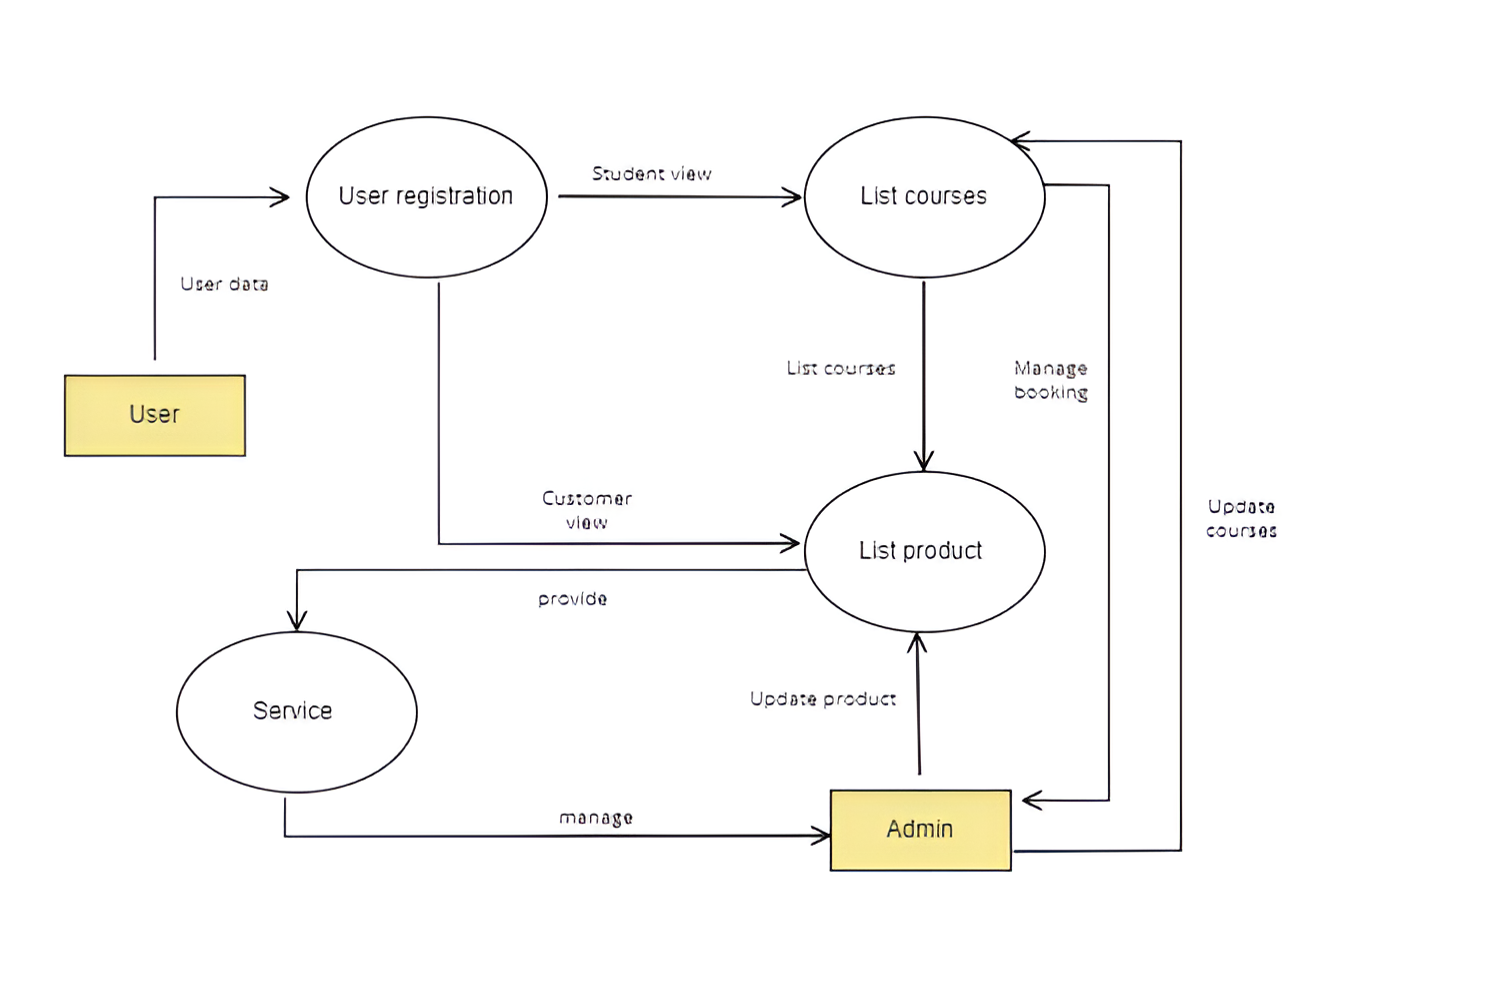 Student view
User registration
List courses
User data
List courses
Manage
booking
User
Customer
view
Update
courses
List product
provide
Update product
Service
manage
Admin